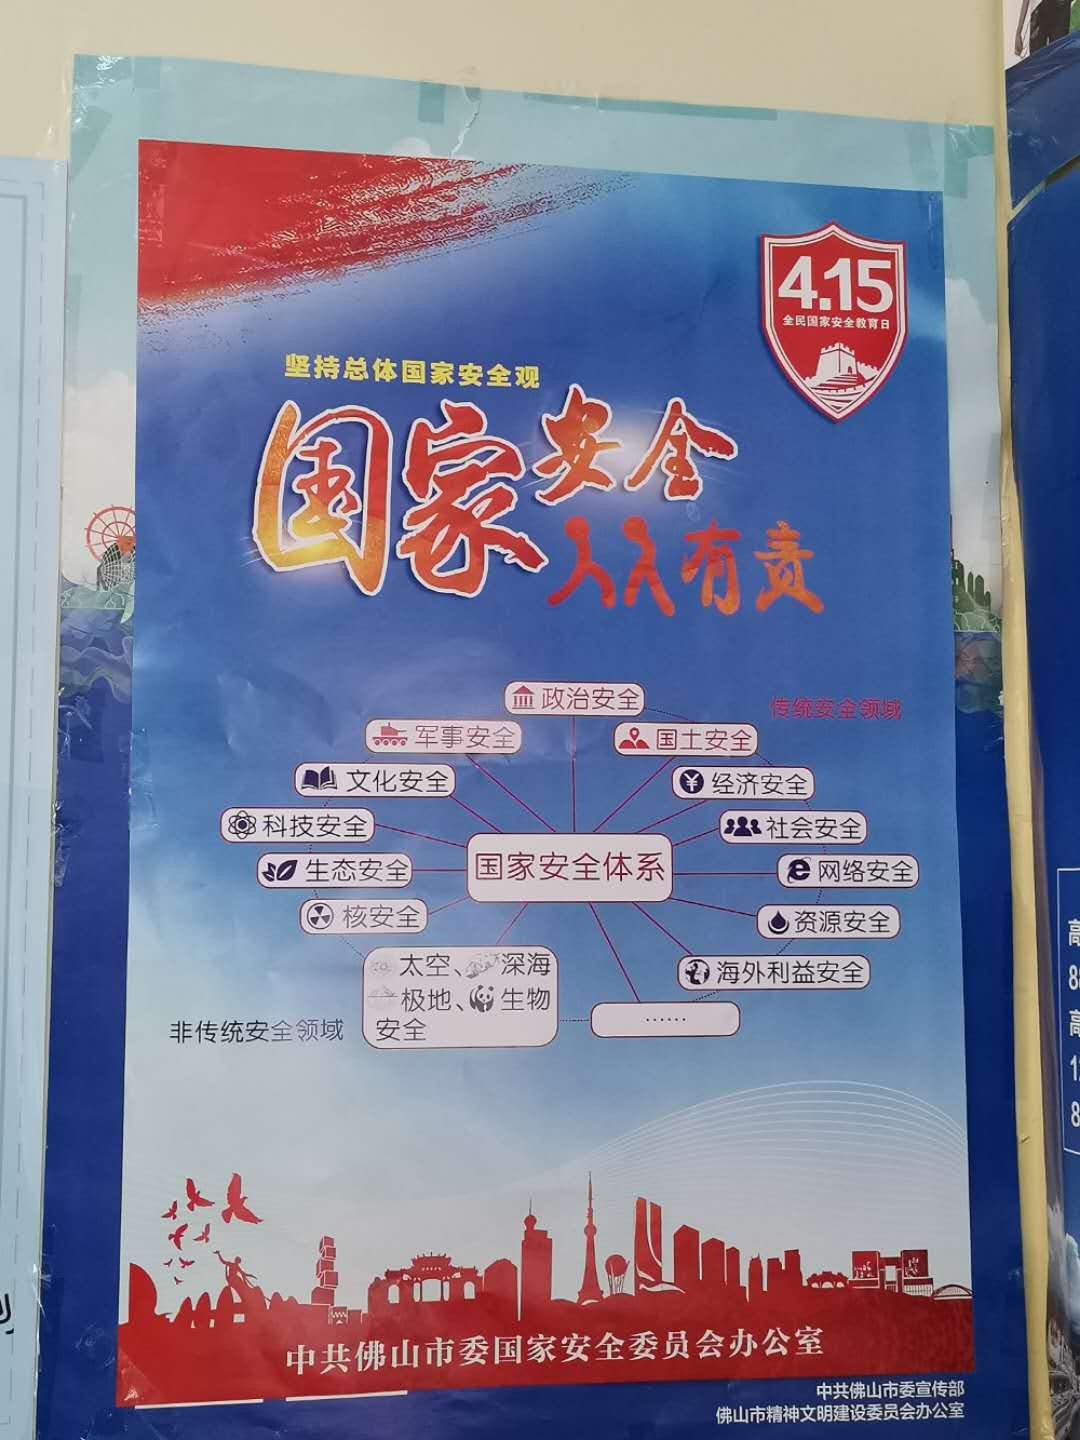 4.15
全民国家安全教育日
坚持总体国家安全观
国家安全
人人有责
政治安全
传统安全领域
军事安全
国土安全
文化安全
经济安全
科技安全
社会安全
国家安全体系
生态安全
网络安全
核安全
资源安全
太空、深海
极地、生物
安全
海外利益安全
......
非传统安全领域
中共佛山市委国家安全委员会办公室
中共佛山市委宣传部
佛山市精神文明建设委员会办公室
高
高